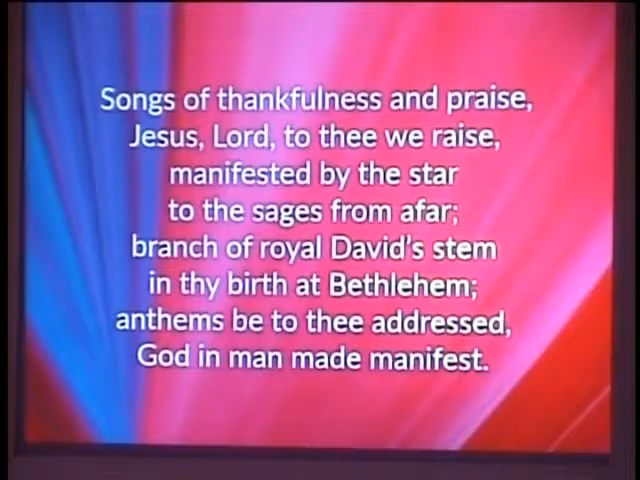 Songs of thankfulness and praise,
Jesus, Lord, to thee we raise,
manifested by the star
to the sages from afar;
branch of royal David's stem
in thy birth at Bethlehem;
anthems be to thee addressed,
God in man made manifest.